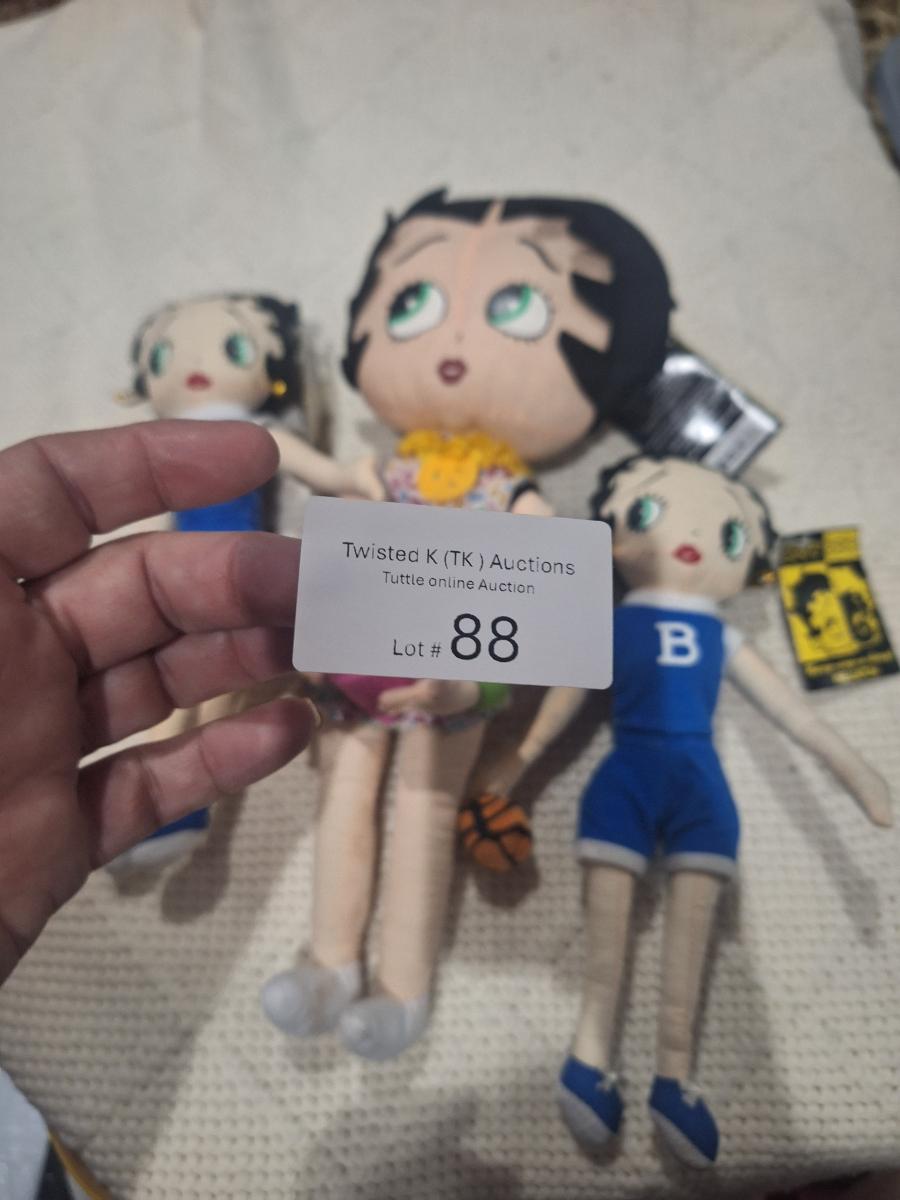 Twisted K (TK ) Auctions
Tuttle online Auction
Lot # 88
B